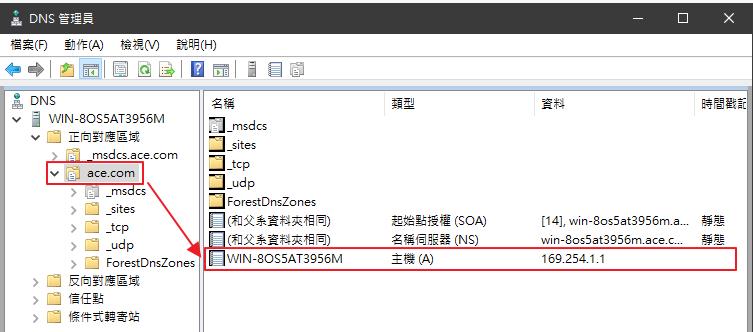 DNS 管理員
檔案(F) 動作(A) 檢視(V) 說明(H)
DNS
WIN-8OS5AT3956M
正向對應區域
_msdcs.ace.com
ace.com
_msdcs
_sites
_tcp
_udp
ForestDnsZones
反向對應區域
信任點
條件式轉寄站
名稱 類型 資料 時間戳記
_msdcs
_sites
_tcp
_udp
ForestDnsZones
(和父系資料夾相同) 起始點授權 (SOA) [14], win-8os5at3956m.a... 靜態
(和父系資料夾相同) 名稱伺服器 (NS) win-8os5at3956m.ace.c... 靜態
WIN-8OS5AT3956M 主機 (A) 169.254.1.1